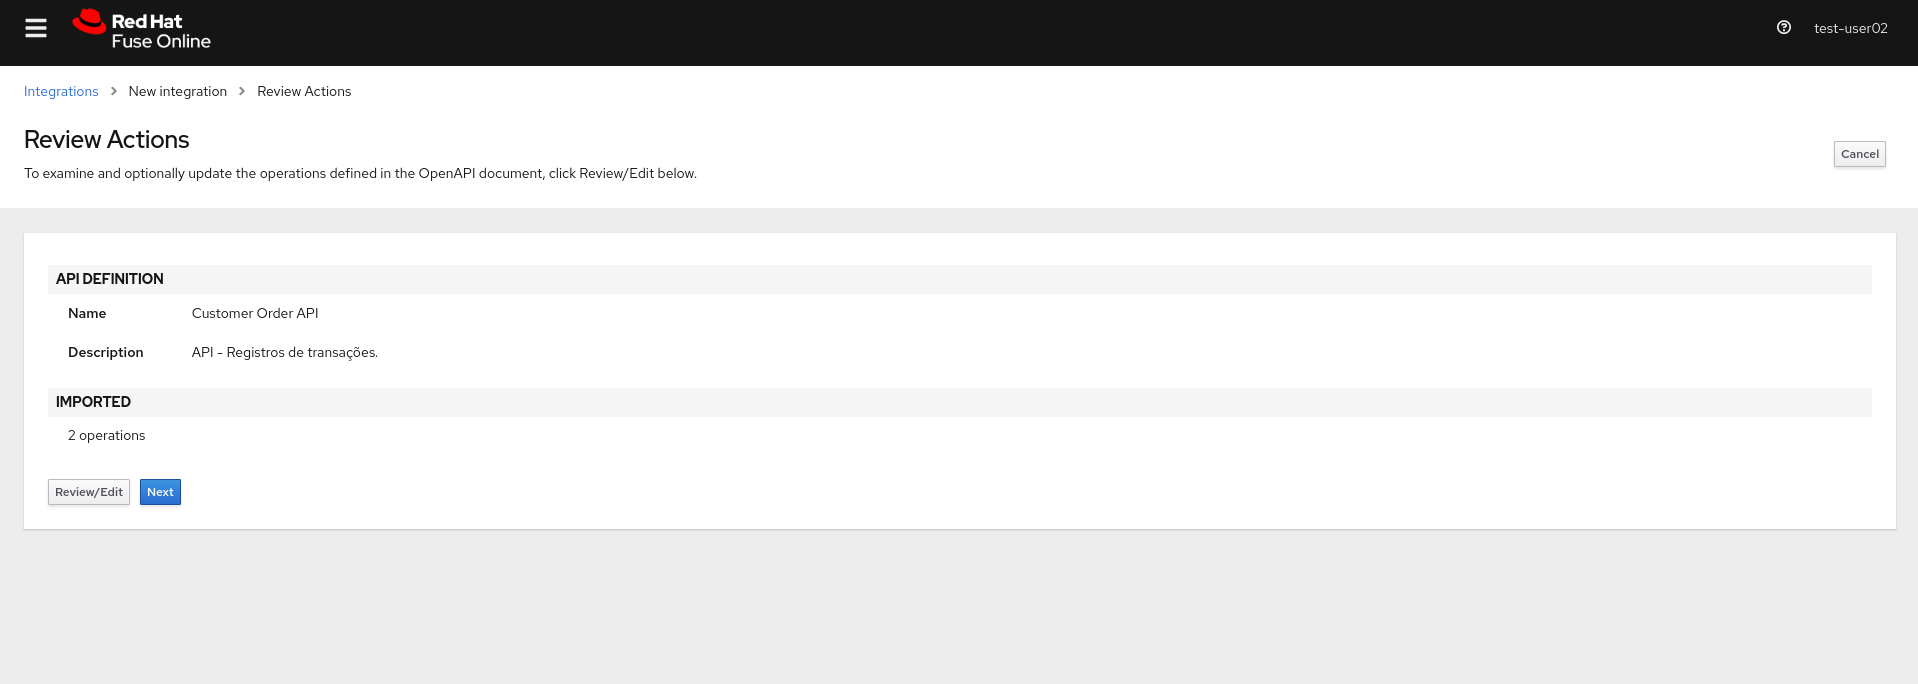 Red Hat
Fuse Online
test-user02
Integrations > New integration > Review Actions
Review Actions
Cancel
To examine and optionally update the operations defined in the OpenAPI document, click Review/Edit below.
API DEFINITION
Name Customer Order API
Description API - Registros de transações.
IMPORTED
2 operations
Review/Edit Next